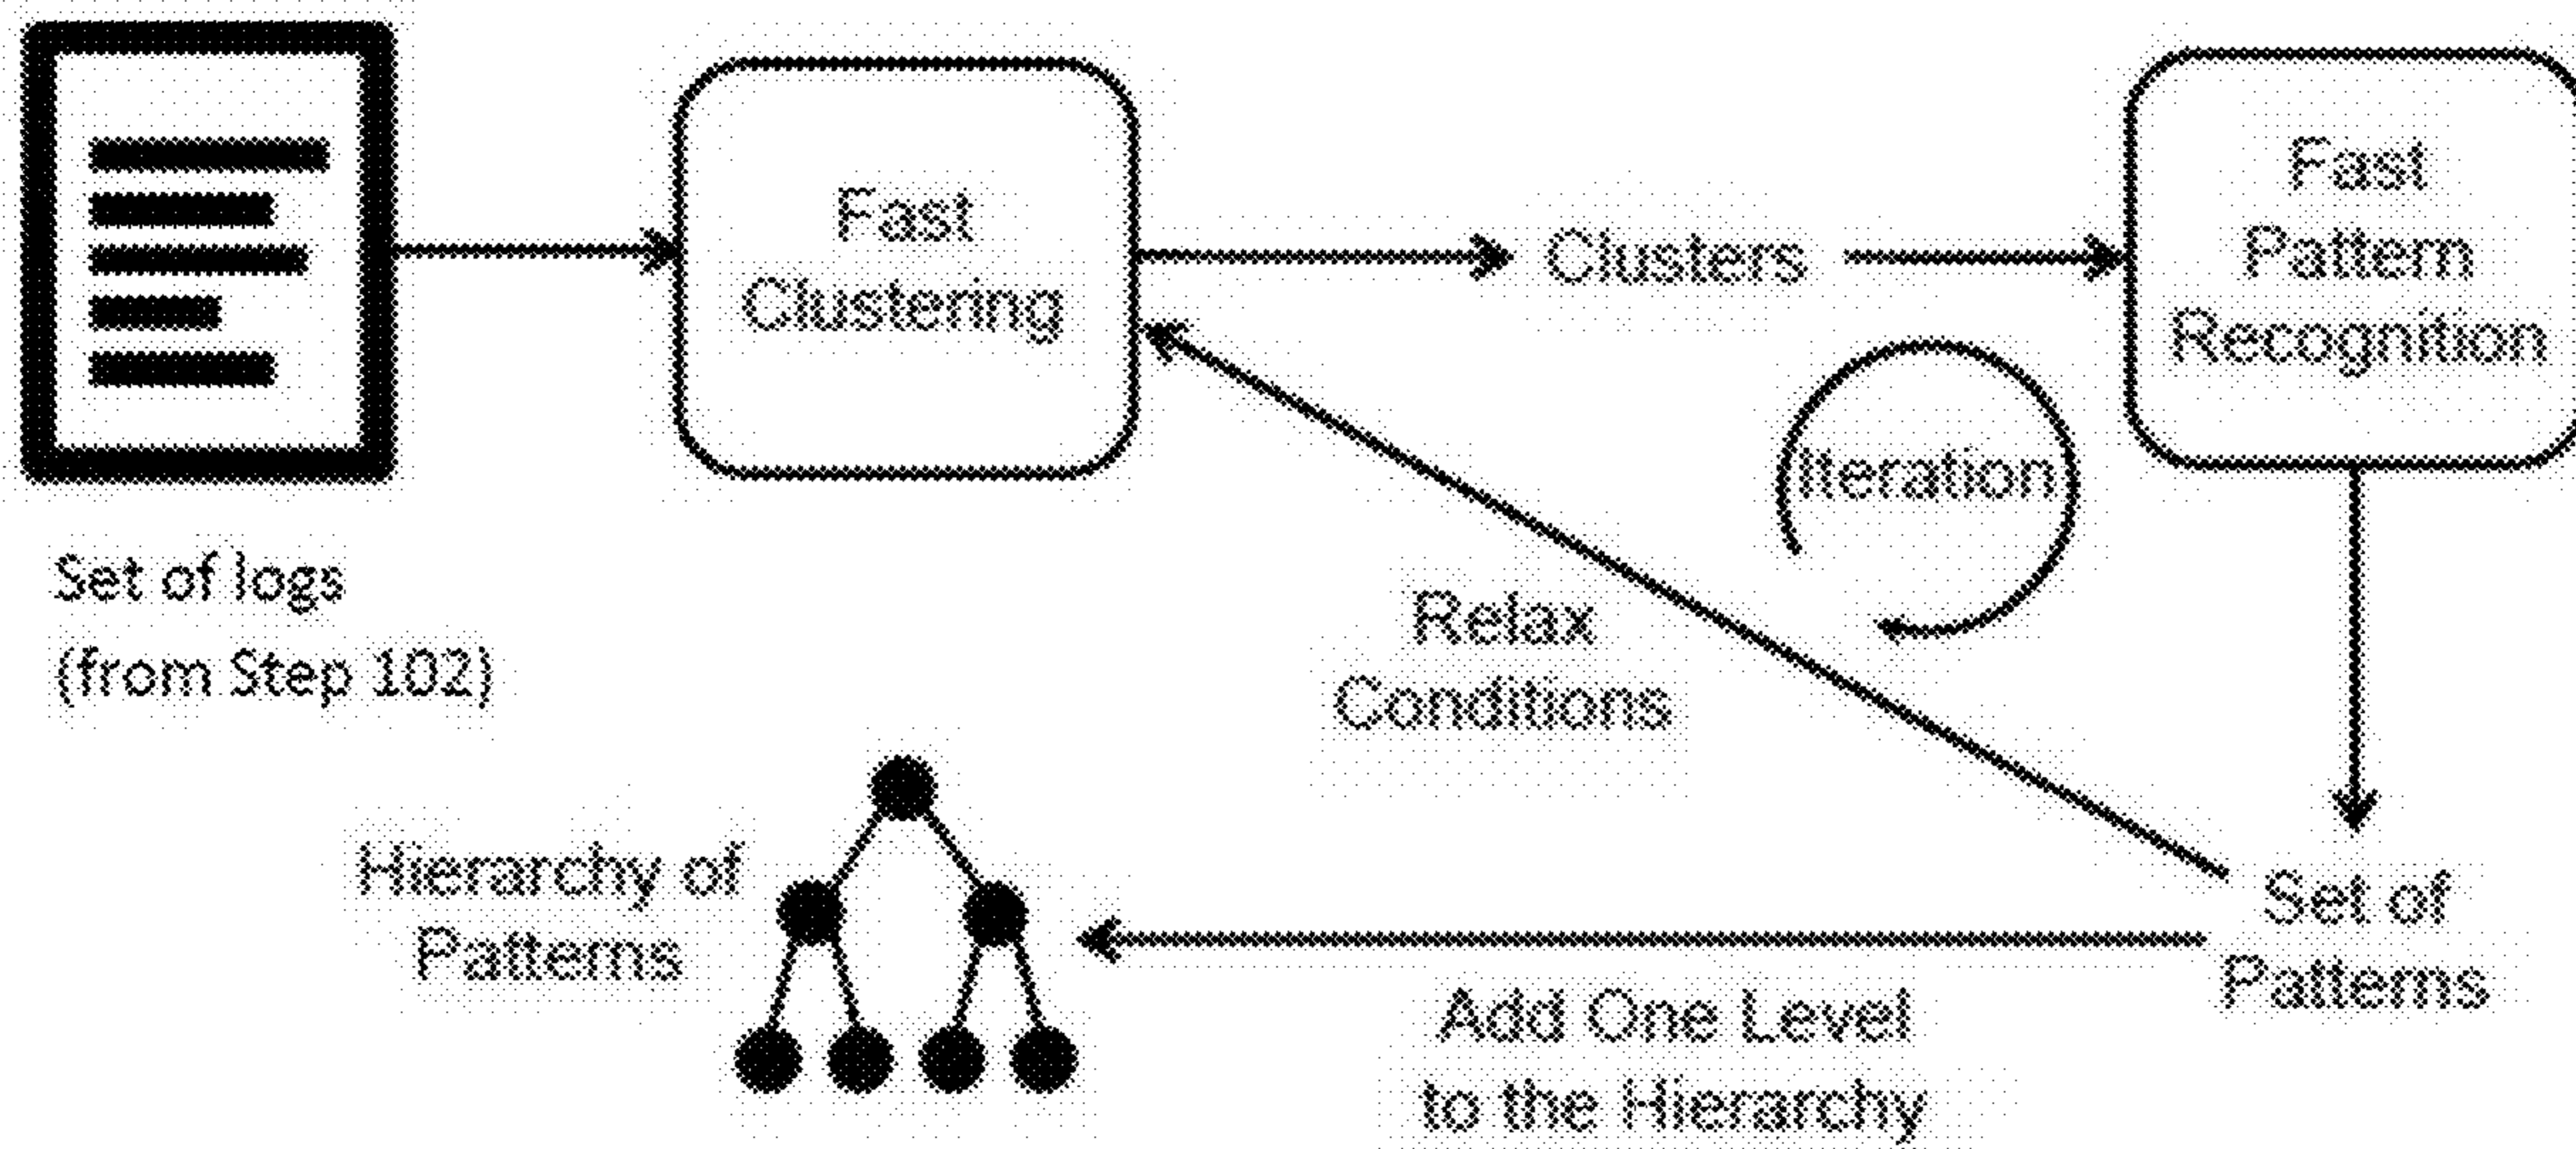 Fast
Clustering
Clusters
Fast
Pattern
Recognition
Iteration
Set of logs
(from Step 102)
Relax
Conditions
Hierarchy of
Patterns
Set of
Patterns
Add One Level
to the Hierarchy